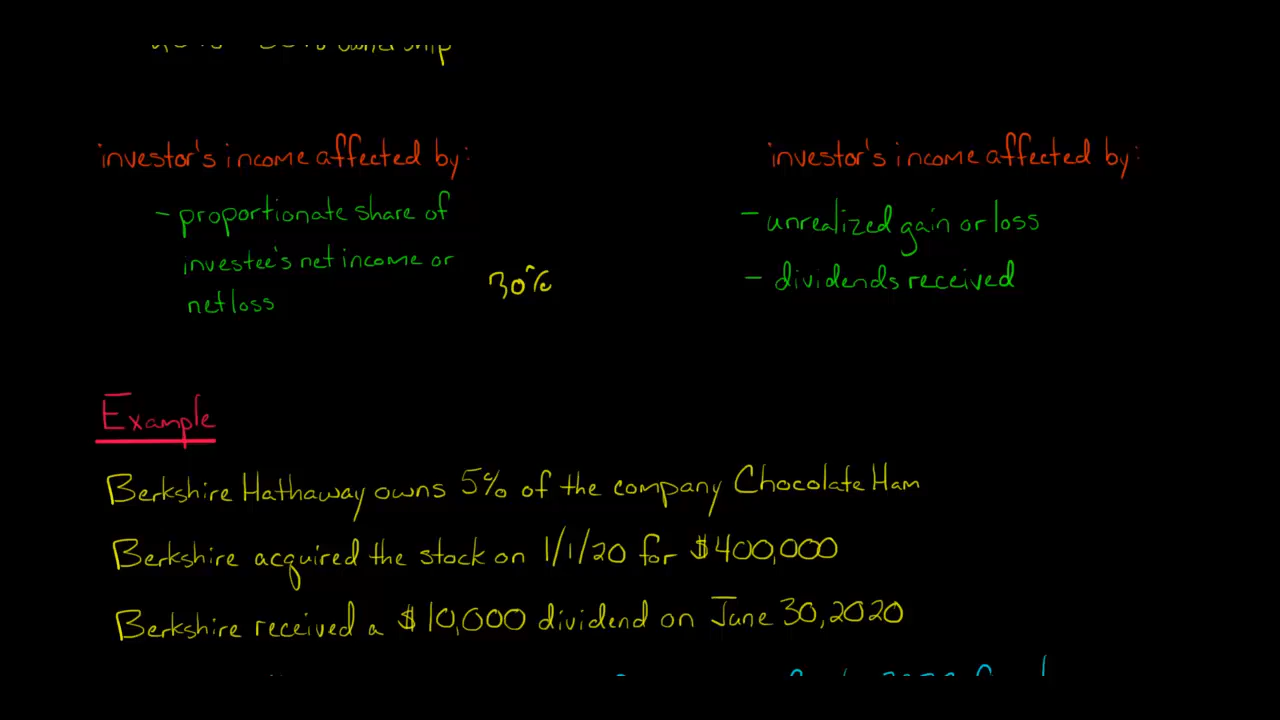 ownership
investor's income affected by:
- proportionate share of
investee's net income or
net loss
30%
investor's income affected by:
- unrealized gain or loss
- dividends received
Example
Berkshire Hathaway owns 5% of the company Chocolate Ham
Berkshire acquired the stock on 1/1/20 for $400,000
Berkshire received a $10,000 dividend on June 30, 2020